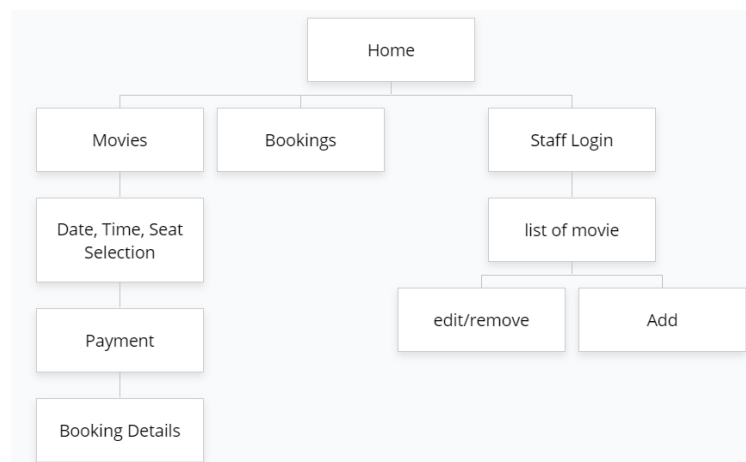 Home
Movies
Bookings
Staff Login
Date, Time, Seat
Selection
list of movie
Payment
edit/remove
Add
Booking Details